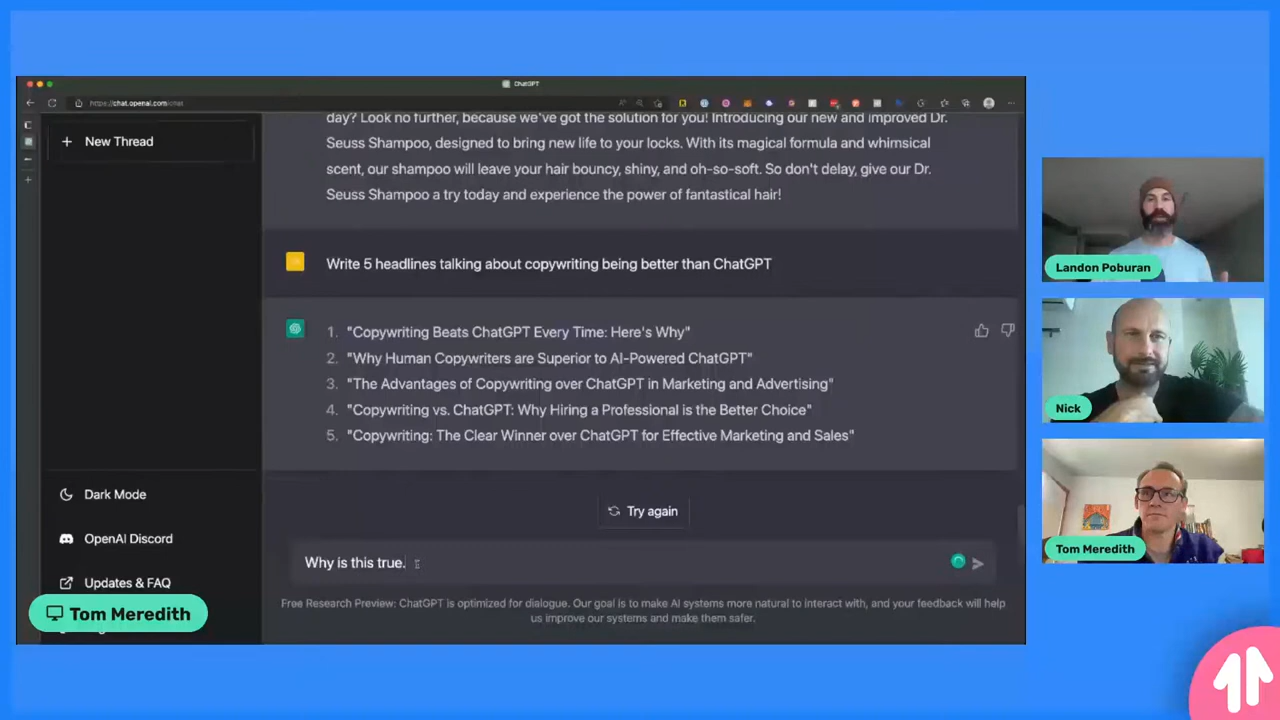 ChatGPT
https://chat.openai.com/chat
New Thread
day? Look no further, because we've got the solution for you! Introducing our new and improved Dr.
Seuss Shampoo, designed to bring new life to your locks. With its magical formula and whimsical
scent, our shampoo will leave your hair bouncy, shiny, and oh-so-soft. So don't delay, give our Dr.
Seuss Shampoo a try today and experience the power of fantastical hair!
Write 5 headlines talking about copywriting being better than ChatGPT
1. "Copywriting Beats ChatGPT Every Time: Here's Why"
2. "Why Human Copywriters are Superior to AI-Powered ChatGPT"
3. "The Advantages of Copywriting over ChatGPT in Marketing and Advertising"
4. "Copywriting vs. ChatGPT: Why Hiring a Professional is the Better Choice"
5. "Copywriting: The Clear Winner over ChatGPT for Effective Marketing and Sales"
Try again
Why is this true.
Free Research Preview: ChatGPT is optimized for dialogue. Our goal is to make AI systems more natural to interact with, and your feedback will help
us improve our systems and make them safer.
Dark Mode
OpenAI Discord
Updates & FAQ
Tom Meredith
Landon Poburan
Nick
Tom Meredith